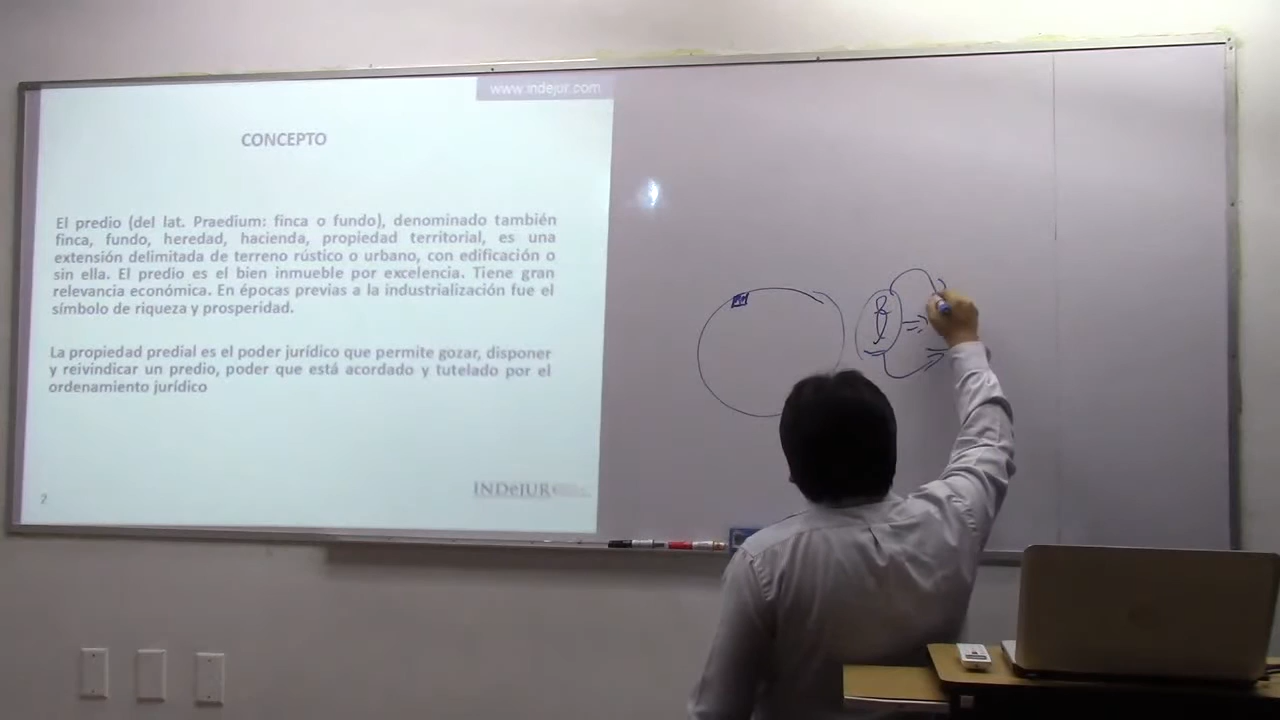 www.indejur.com
CONCEPTO
El predio (del lat. Praedium: finca o fundo), denominado también
finca, fundo, heredad, hacienda, propiedad territorial, es una
extensión delimitada de terreno rústico o urbano, con edificación o
sin ella. El predio es el bien inmueble por excelencia. Tiene gran
relevancia económica. En épocas previas a la industrialización fue el
símbolo de riqueza y prosperidad.
La propiedad predial es el poder jurídico que permite gozar, disponer
y reivindicar un predio, poder que está acordado y tutelado por el
ordenamiento jurídico
INDeJUR
2